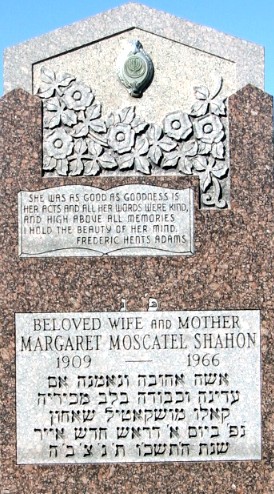 SHE WAS AS GOOD AS GOODNESS IS
HER ACTS AND ALL HER WORDS WERE KIND,
AND HIGH ABOVE ALL MEMORIES
I HOLD THE BEAUTY OF HER MIND.
FREDERIC HENTS ADAMS
פ נ
BELOVED WIFE AND MOTHER
MARGARET MOSCATEL SHAHON
1909 — 1966
אשה אהובה ונאמנה אם
עדינה וכבודה בלב מכיריה
קאלו מושקאטיל שאחון
נפ׳ ביום א׳ דראש חדש אייר
שנת ה׳תשכ״ו ת׳ נ׳ צ׳ ב׳ ה׳